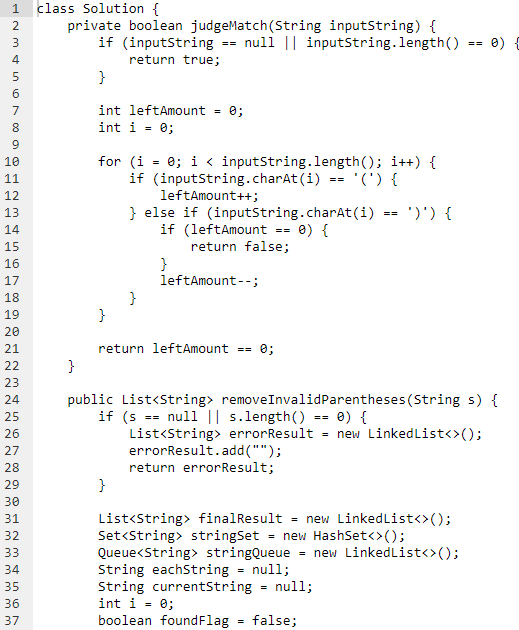 1 class Solution {
2     private boolean judgeMatch(String inputString) {
3         if (inputString == null || inputString.length() == 0) {
4             return true;
5         }
6
7         int leftAmount = 0;
8         int i = 0;
9
10         for (i = 0; i < inputString.length(); i++) {
11             if (inputString.charAt(i) == '(') {
12                 leftAmount++;
13             } else if (inputString.charAt(i) == ')') {
14                 if (leftAmount == 0) {
15                     return false;
16                 }
17                 leftAmount--;
18             }
19         }
20
21         return leftAmount == 0;
22     }
23
24     public List<String> removeInvalidParentheses(String s) {
25         if (s == null || s.length() == 0) {
26             List<String> errorResult = new LinkedList<>();
27             errorResult.add("");
28             return errorResult;
29         }
30
31         List<String> finalResult = new LinkedList<>();
32         Set<String> stringSet = new HashSet<>();
33         Queue<String> stringQueue = new LinkedList<>();
34         String eachString = null;
35         String currentString = null;
36         int i = 0;
37         boolean foundFlag = false;